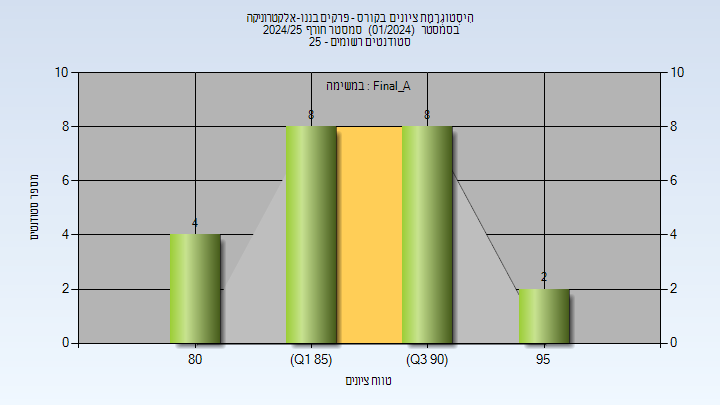 היסטוגרמת ציונים בקורס - פרקים בננו-אלקטרוניקה
בסמסטר (01/2024) סמסטר חורף 2024/25
סטודנטים רשומים - 25
במשימה : Final_A
10 10
8 8
8 8
6 6
4
4 4
2
2 2
0 0
80 (Q1 85) (Q3 90) 95
מספר סטודנטים
טווח ציונים